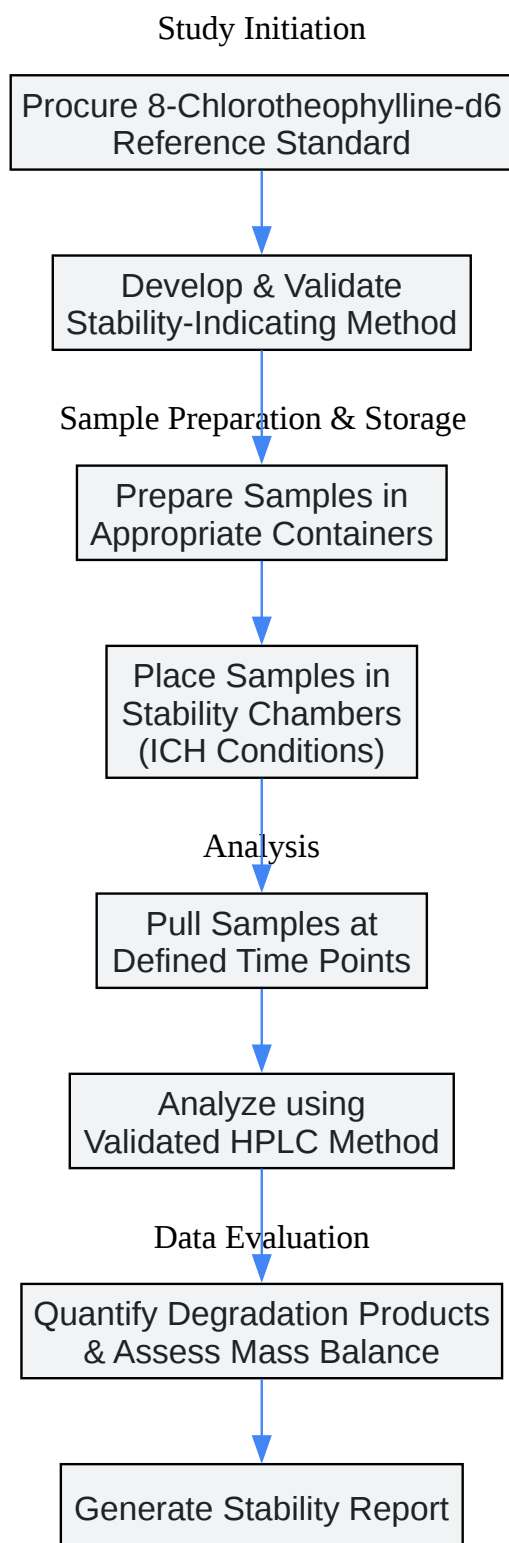 Study Initiation
Procure 8-Chlorotheophylline-d6
Reference Standard
Develop & Validate
Stability-Indicating Method
Sample Preparation & Storage
Prepare Samples in
Appropriate Containers
Place Samples in
Stability Chambers
(ICH Conditions)
Analysis
Pull Samples at
Defined Time Points
Analyze using
Validated HPLC Method
Data Evaluation
Quantify Degradation Products
& Assess Mass Balance
Generate Stability Report